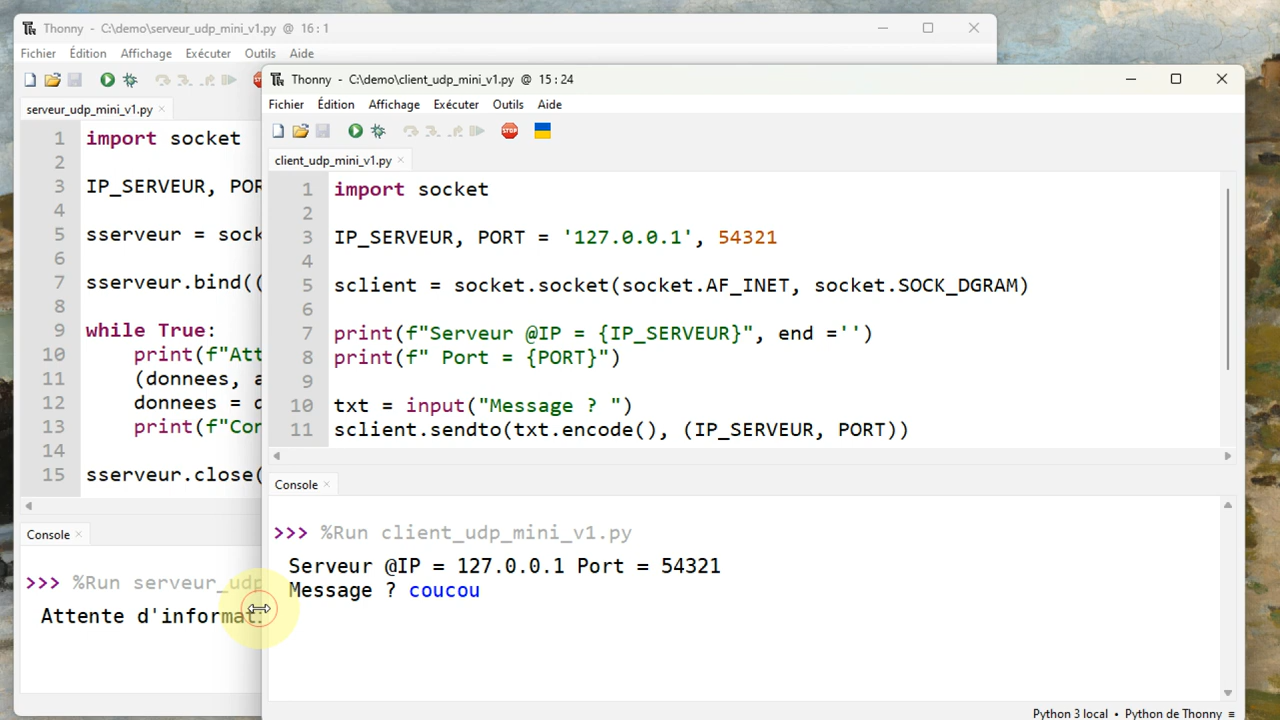 Thonny - C:\demo\serveur_udp_mini_v1.py @ 16 : 1
Fichier Édition Affichage Exécuter Outils Aide
serveur_udp_mini_v1.py ×
1 import socket
2
3 IP_SERVEUR, POR
4
5 sserveur = sock
6
7 sserveur.bind((
8
9 while True:
10 print(f"Att
11 (donnees, a
12 donnees = d
13 print(f"Cor
14
15 sserveur.close(
Console ×
>>> %Run serveur_udp
Attente d'informat
Thonny - C:\demo\client_udp_mini_v1.py @ 15 : 24
Fichier Édition Affichage Exécuter Outils Aide
STOP
client_udp_mini_v1.py ×
1 import socket
2
3 IP_SERVEUR, PORT = '127.0.0.1', 54321
4
5 sclient = socket.socket(socket.AF_INET, socket.SOCK_DGRAM)
6
7 print(f"Serveur @IP = {IP_SERVEUR}", end ='')
8 print(f" Port = {PORT}")
9
10 txt = input("Message ? ")
11 sclient.sendto(txt.encode(), (IP_SERVEUR, PORT))
Console ×
>>> %Run client_udp_mini_v1.py
Serveur @IP = 127.0.0.1 Port = 54321
Message ? coucou
Python 3 local • Python de Thonny ≡